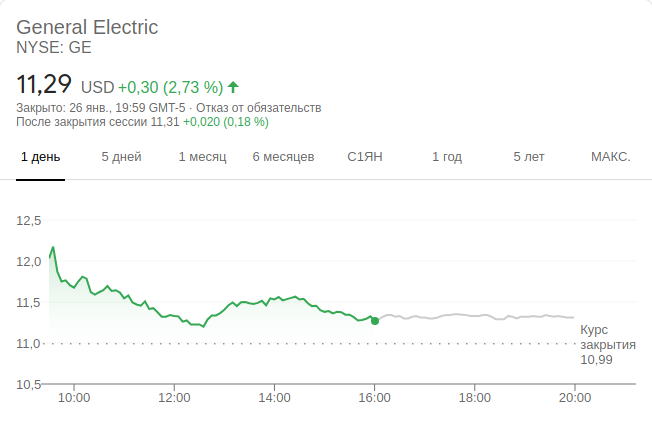 General Electric
NYSE: GE
11,29 USD +0,30 (2,73 %)
Закрыто: 26 янв., 19:59 GMT-5 · Отказ от обязательств
После закрытия сессии 11,31 +0,020 (0,18 %)
1 день 5 дней 1 месяц 6 месяцев С1ЯН 1 год 5 лет МАКС.
12,5
12,0
11,5
11,0
10,5
Курс
закрытия
10,99
10:00 12:00 14:00 16:00 18:00 20:00